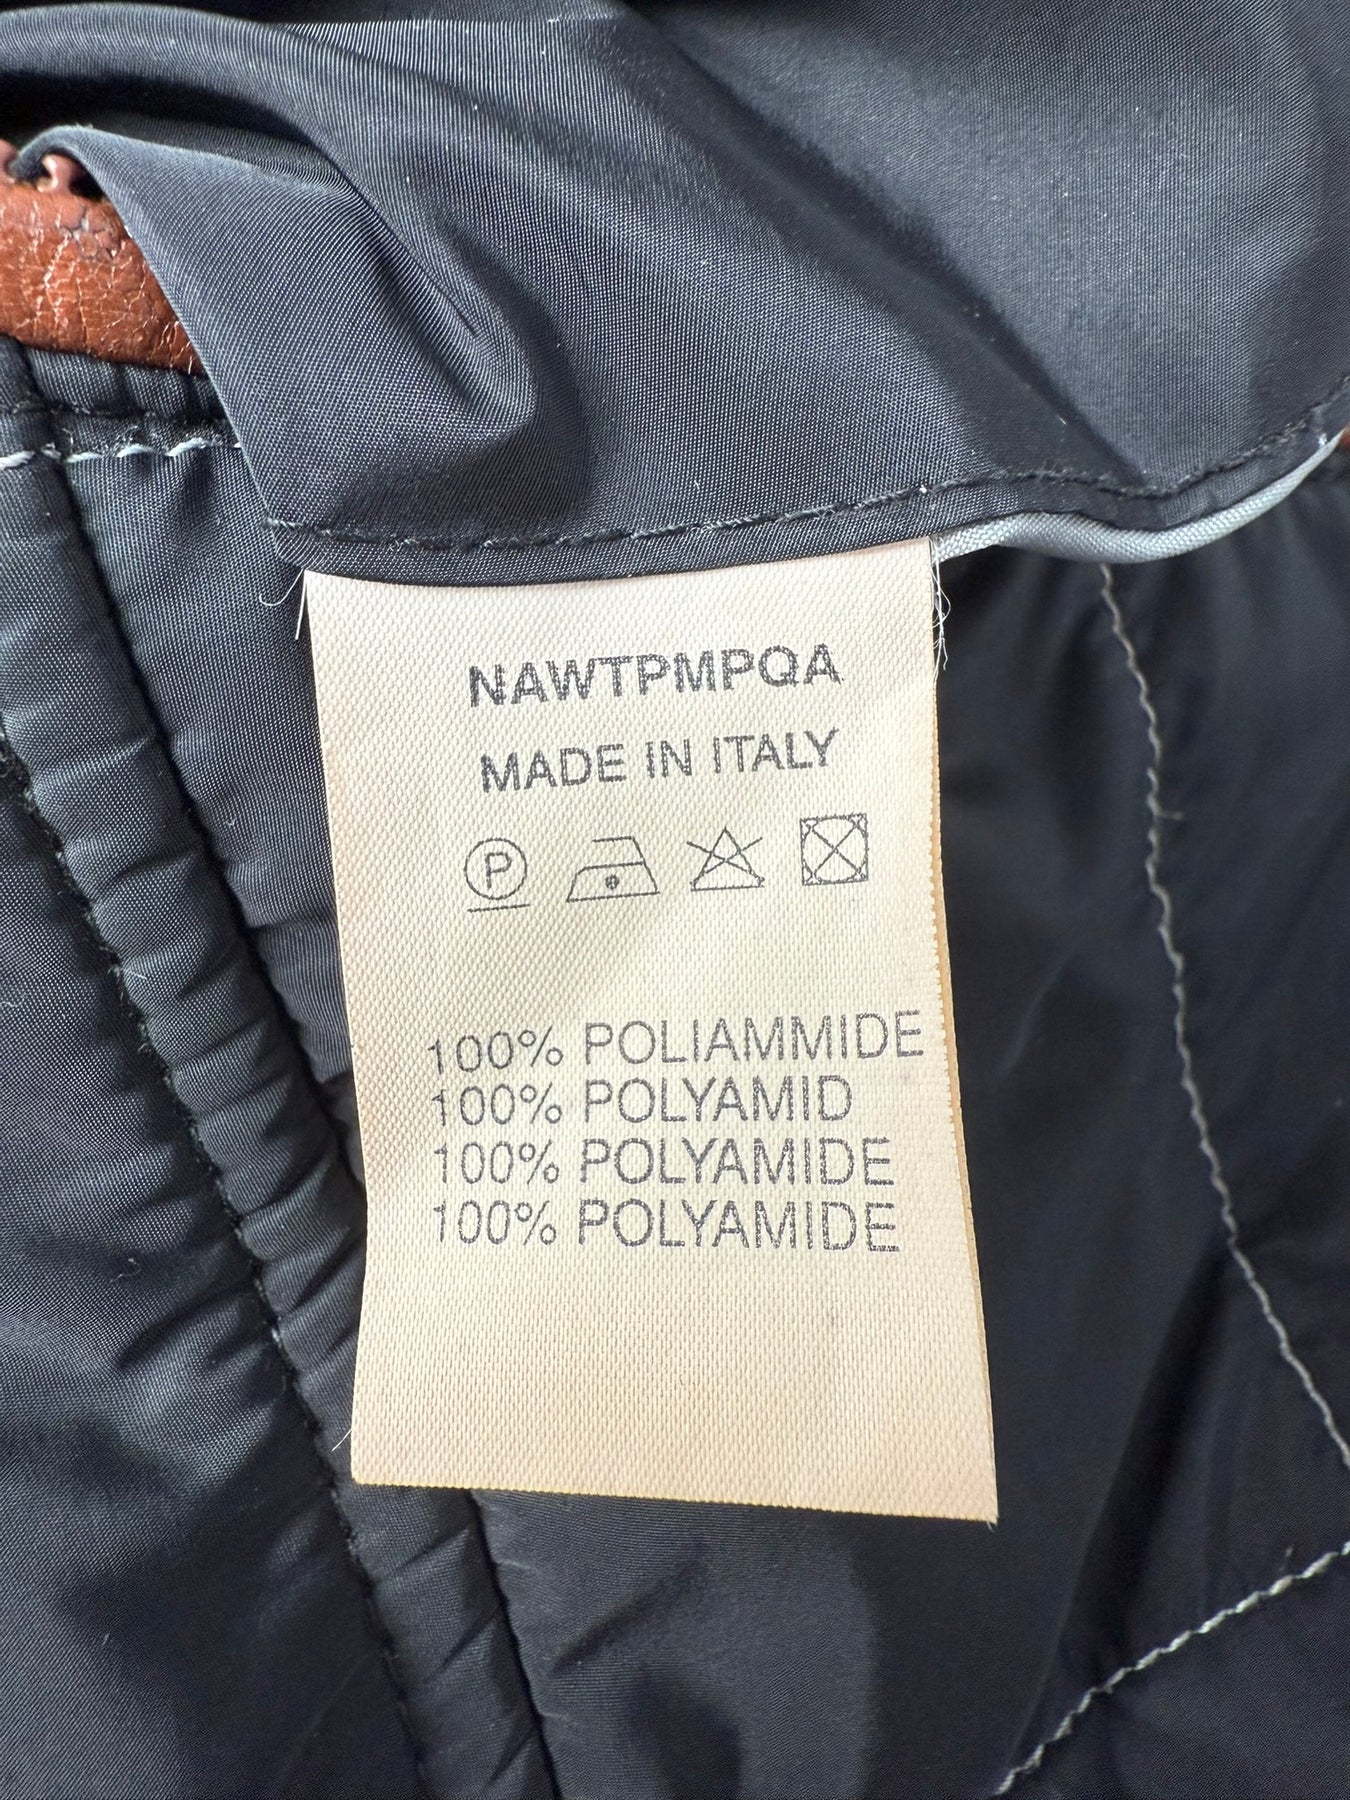 NAWTPMPQA
MADE IN ITALY
P
100% POLIAMMIDE
100% POLYAMID
100% POLYAMIDE
100% POLYAMIDE